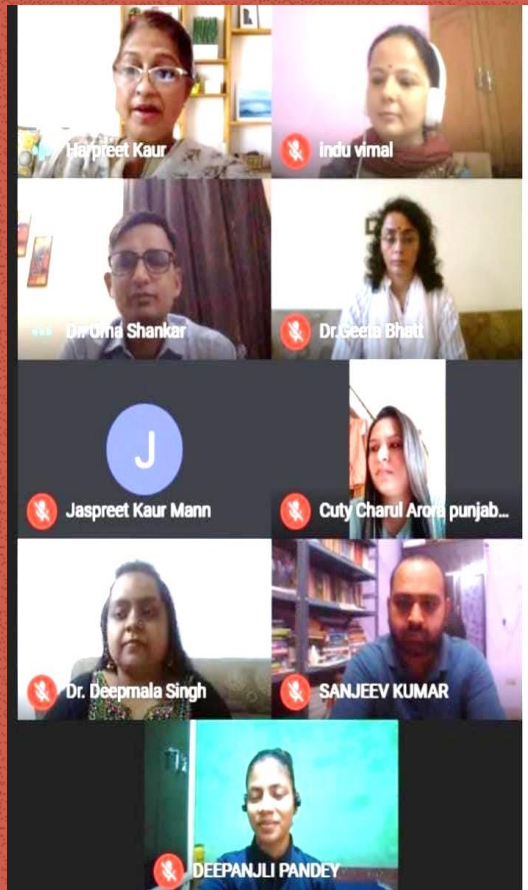 Harpreet Kaur
indu vimal
Dr. Uma Shankar
Dr.Geeta Bhatt
J
Jaspreet Kaur Mann
Cuty Charul Arora punjab...
Dr. Deepmala Singh
SANJEEV KUMAR
DEEPANJLI PANDEY